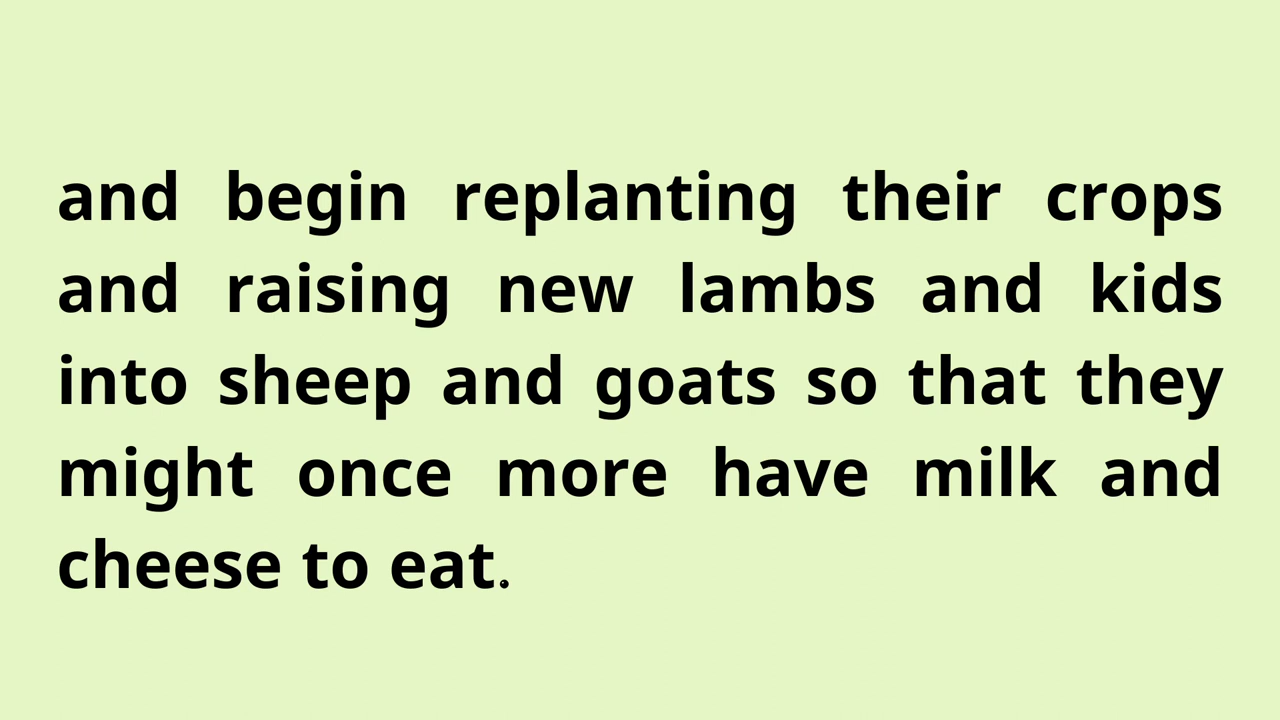 and begin replanting their crops
and raising new lambs and kids
into sheep and goats so that they
might once more have milk and
cheese to eat.